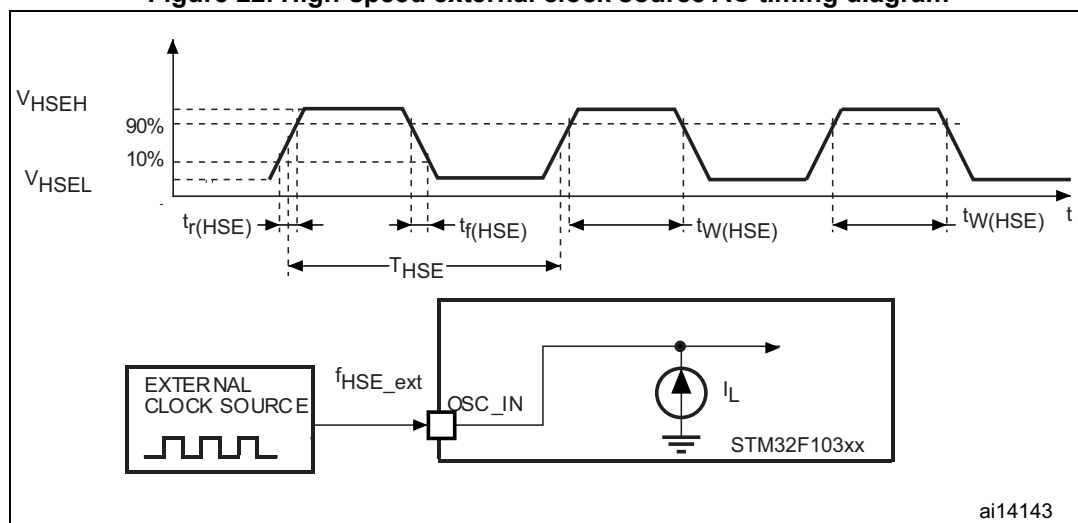 Figure 22. High-speed external clock source AC timing diagram
VHSEH
90%
10%
VHSEL
tr(HSE)
tf(HSE)
tW(HSE)
tW(HSE)
t
THSE
EXTERNAL
CLOCK SOURCE
fHSE_ext
OSC_IN
IL
STM32F103xx
ai14143